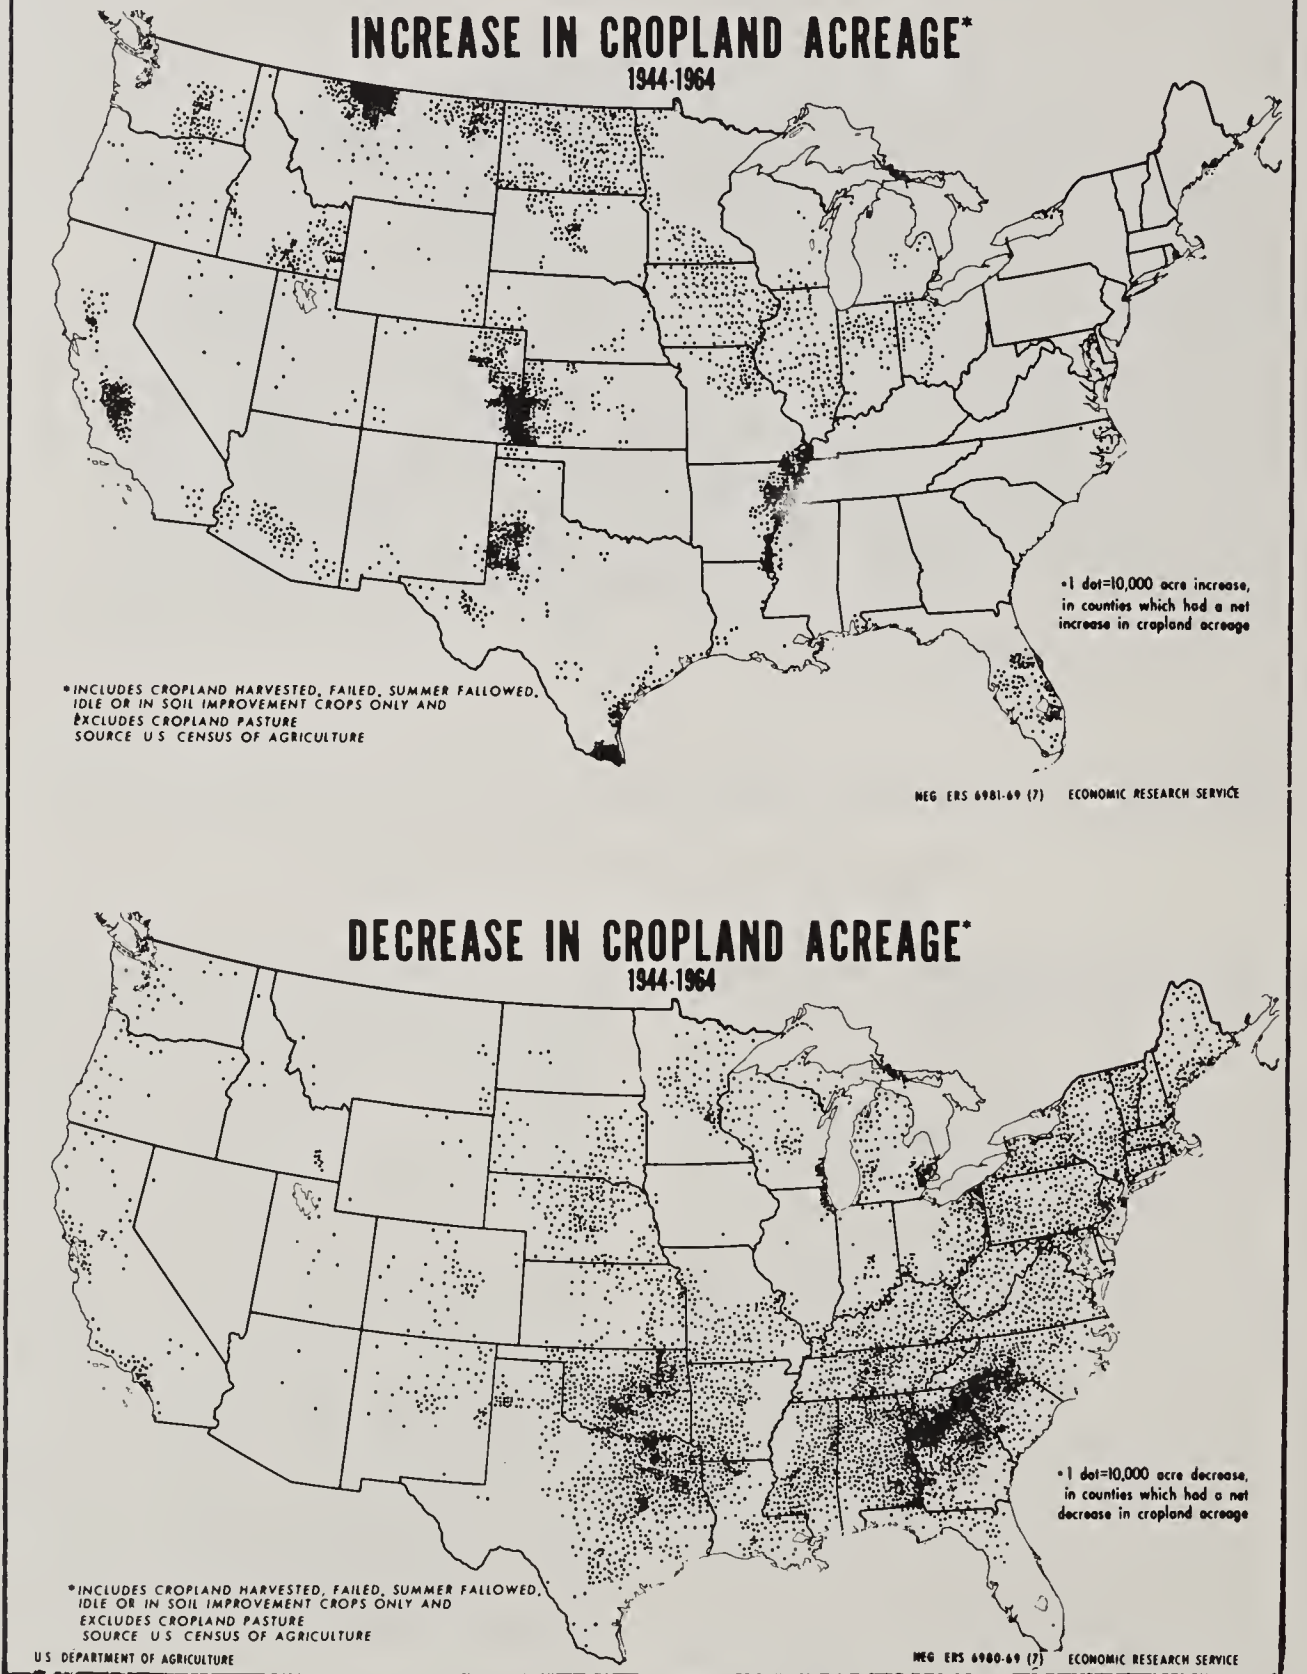 INCREASE IN CROPLAND ACREAGE*
1944-1964
•1 dot=10,000 acre increase,
in counties which had a net
increase in cropland acreage
*INCLUDES CROPLAND HARVESTED, FAILED, SUMMER FALLOWED,
IDLE OR IN SOIL IMPROVEMENT CROPS ONLY AND
EXCLUDES CROPLAND PASTURE
SOURCE U S CENSUS OF AGRICULTURE
NEG ERS 6981-69 (7) ECONOMIC RESEARCH SERVICE
DECREASE IN CROPLAND ACREAGE*
1944-1964
•1 dot=10,000 acre decrease,
in counties which had a net
decrease in cropland acreage
*INCLUDES CROPLAND HARVESTED, FAILED, SUMMER FALLOWED,
IDLE OR IN SOIL IMPROVEMENT CROPS ONLY AND
EXCLUDES CROPLAND PASTURE
SOURCE U S CENSUS OF AGRICULTURE
U S DEPARTMENT OF AGRICULTURE
NEG ERS 6980-69 (7) ECONOMIC RESEARCH SERVICE